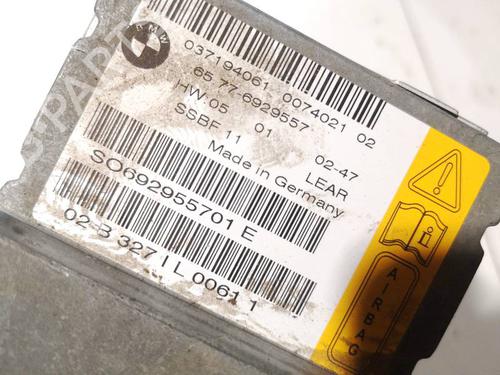 BMW
037194061 0074021 02
65 77-6929557
HW:05 01 02-47
SSBF 11 LEAR
Made in Germany
SO692955701E
02-B 327 I L 0061 1
AIRBAG